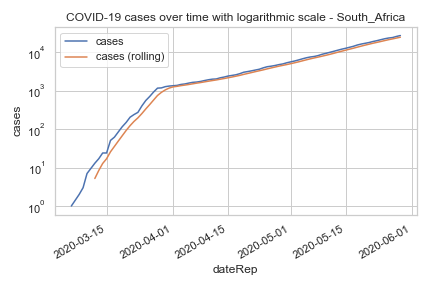 COVID-19 cases over time with logarithmic scale - South_Africa
cases
cases (rolling)
10^4
10^3
10^2
10^1
10^0
cases
2020-03-15
2020-04-01
2020-04-15
2020-05-01
2020-05-15
2020-06-01
dateRep